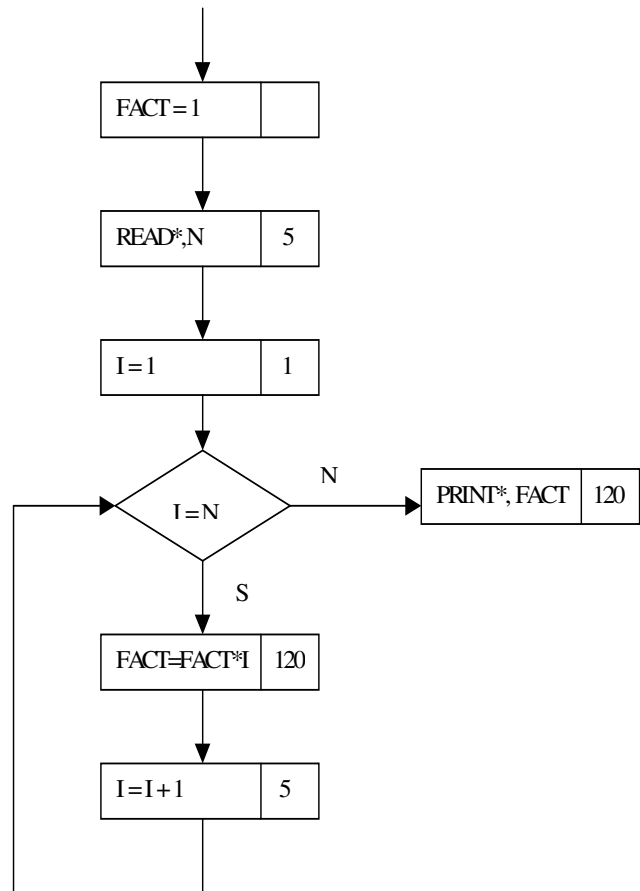 FACT = 1
READ*,N 5
I = 1 1
I = N
N
PRINT*, FACT 120
S
FACT=FACT*I 120
I = I + 1 5